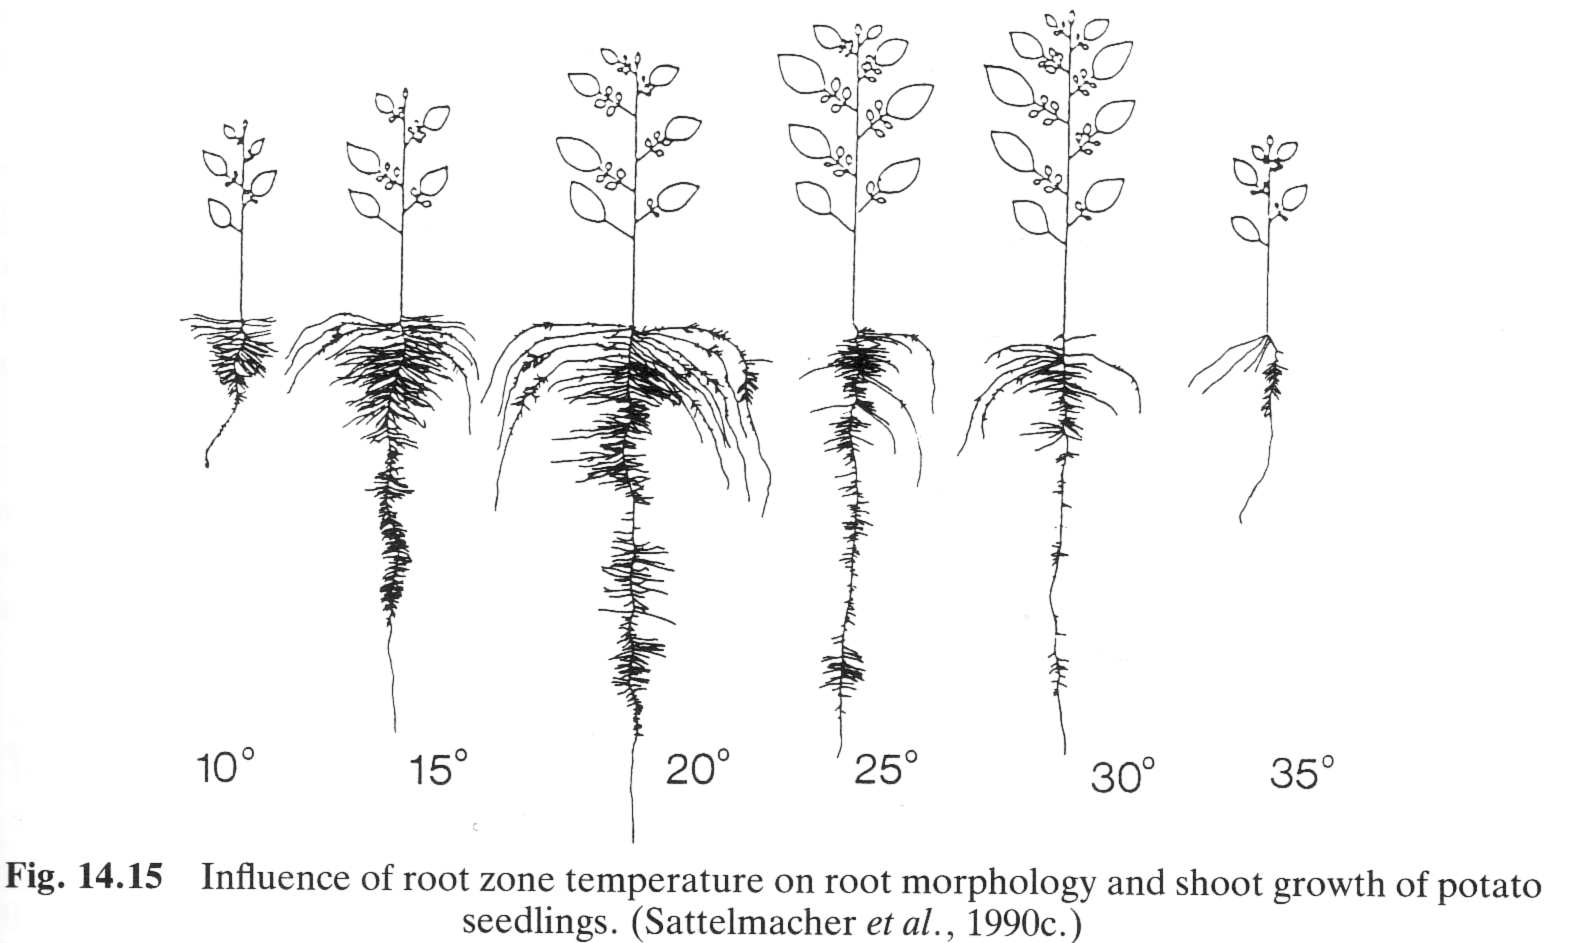 10° 15° 20° 25° 30° 35°
Fig. 14.15 Influence of root zone temperature on root morphology and shoot growth of potato
seedlings. (Sattelmacher et al., 1990c.)